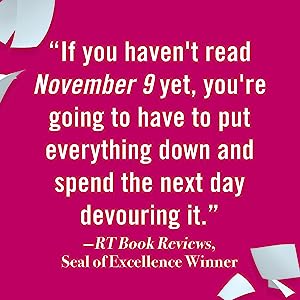 “If you haven't read
November 9 yet, you're
going to have to put
everything down and
spend the next day
devouring it.”
—RT Book Reviews,
Seal of Excellence Winner